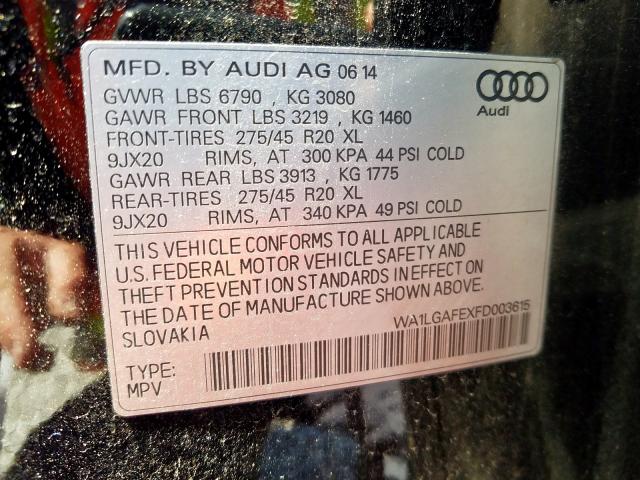 MFD. BY AUDI AG 06 14
Audi
GVWR LBS 6790 , KG 3080
GAWR FRONT LBS 3219 , KG 1460
FRONT-TIRES 275/45 R20 XL
9JX20 RIMS, AT 300 KPA 44 PSI COLD
GAWR REAR LBS 3913 , KG 1775
REAR-TIRES 275/45 R20 XL
9JX20 RIMS, AT 340 KPA 49 PSI COLD
THIS VEHICLE CONFORMS TO ALL APPLICABLE
U.S. FEDERAL MOTOR VEHICLE SAFETY AND
THEFT PREVENTION STANDARDS IN EFFECT ON
THE DATE OF MANUFACTURE SHOWN ABOVE.
SLOVAKIA
WA1LGAFEXFD003615
TYPE:
MPV